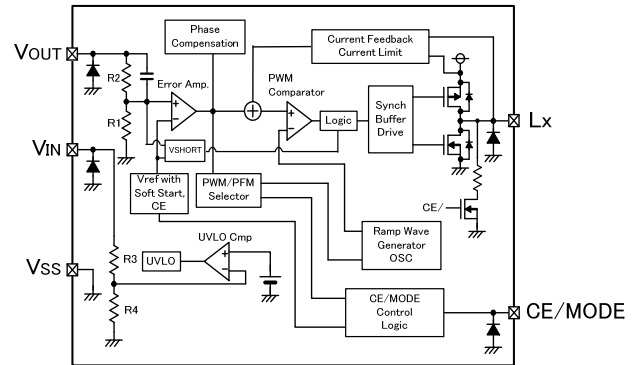 Phase
Compensation
Current Feedback
Current Limit
VOUT
R2
Error Amp.
PWM
Comparator
+
−
+
+
−
Logic
Synch
Buffer
Drive
Lx
R1
VSHORT
VIN
Vref with
Soft Start,
CE
PWM/PFM
Selector
CE/
Ramp Wave
Generator
OSC
UVLO Cmp
R3
UVLO
+
−
VSS
R4
CE/MODE
Control
Logic
CE/MODE